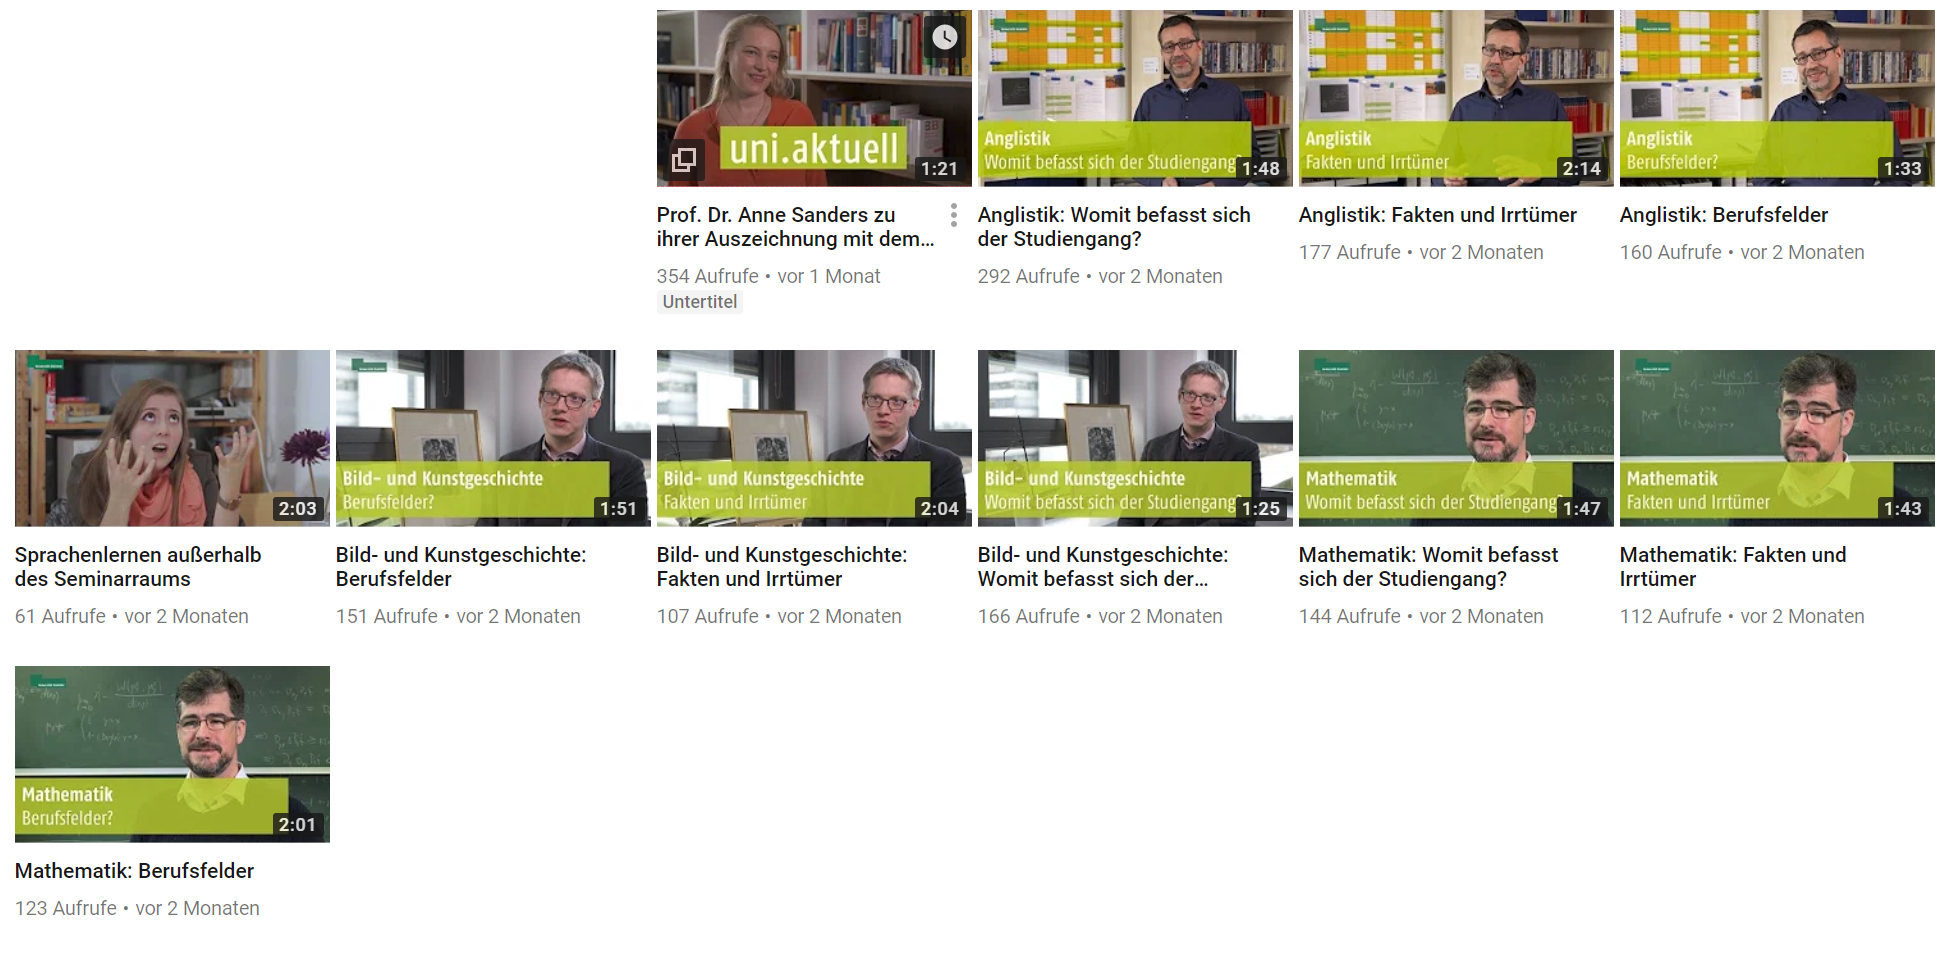 uni.aktuell
1:21
Prof. Dr. Anne Sanders zu
ihrer Auszeichnung mit dem...
354 Aufrufe • vor 1 Monat
Untertitel
Anglistik
Womit befasst sich der Studiengang?
1:48
Anglistik: Womit befasst sich
der Studiengang?
292 Aufrufe • vor 2 Monaten
Anglistik
Fakten und Irrtümer
2:14
Anglistik: Fakten und Irrtümer
177 Aufrufe • vor 2 Monaten
Anglistik
Berufsfelder?
1:33
Anglistik: Berufsfelder
160 Aufrufe • vor 2 Monaten
2:03
Sprachenlernen außerhalb
des Seminarraums
61 Aufrufe • vor 2 Monaten
Bild- und Kunstgeschichte
Berufsfelder?
1:51
Bild- und Kunstgeschichte:
Berufsfelder
151 Aufrufe • vor 2 Monaten
Bild- und Kunstgeschichte
Fakten und Irrtümer
2:04
Bild- und Kunstgeschichte:
Fakten und Irrtümer
107 Aufrufe • vor 2 Monaten
Bild- und Kunstgeschichte
Womit befasst sich der Studiengang?
1:25
Bild- und Kunstgeschichte:
Womit befasst sich der...
166 Aufrufe • vor 2 Monaten
Mathematik
Womit befasst sich der Studiengang?
1:47
Mathematik: Womit befasst
sich der Studiengang?
144 Aufrufe • vor 2 Monaten
Mathematik
Fakten und Irrtümer
1:43
Mathematik: Fakten und
Irrtümer
112 Aufrufe • vor 2 Monaten
Mathematik
Berufsfelder?
2:01
Mathematik: Berufsfelder
123 Aufrufe • vor 2 Monaten